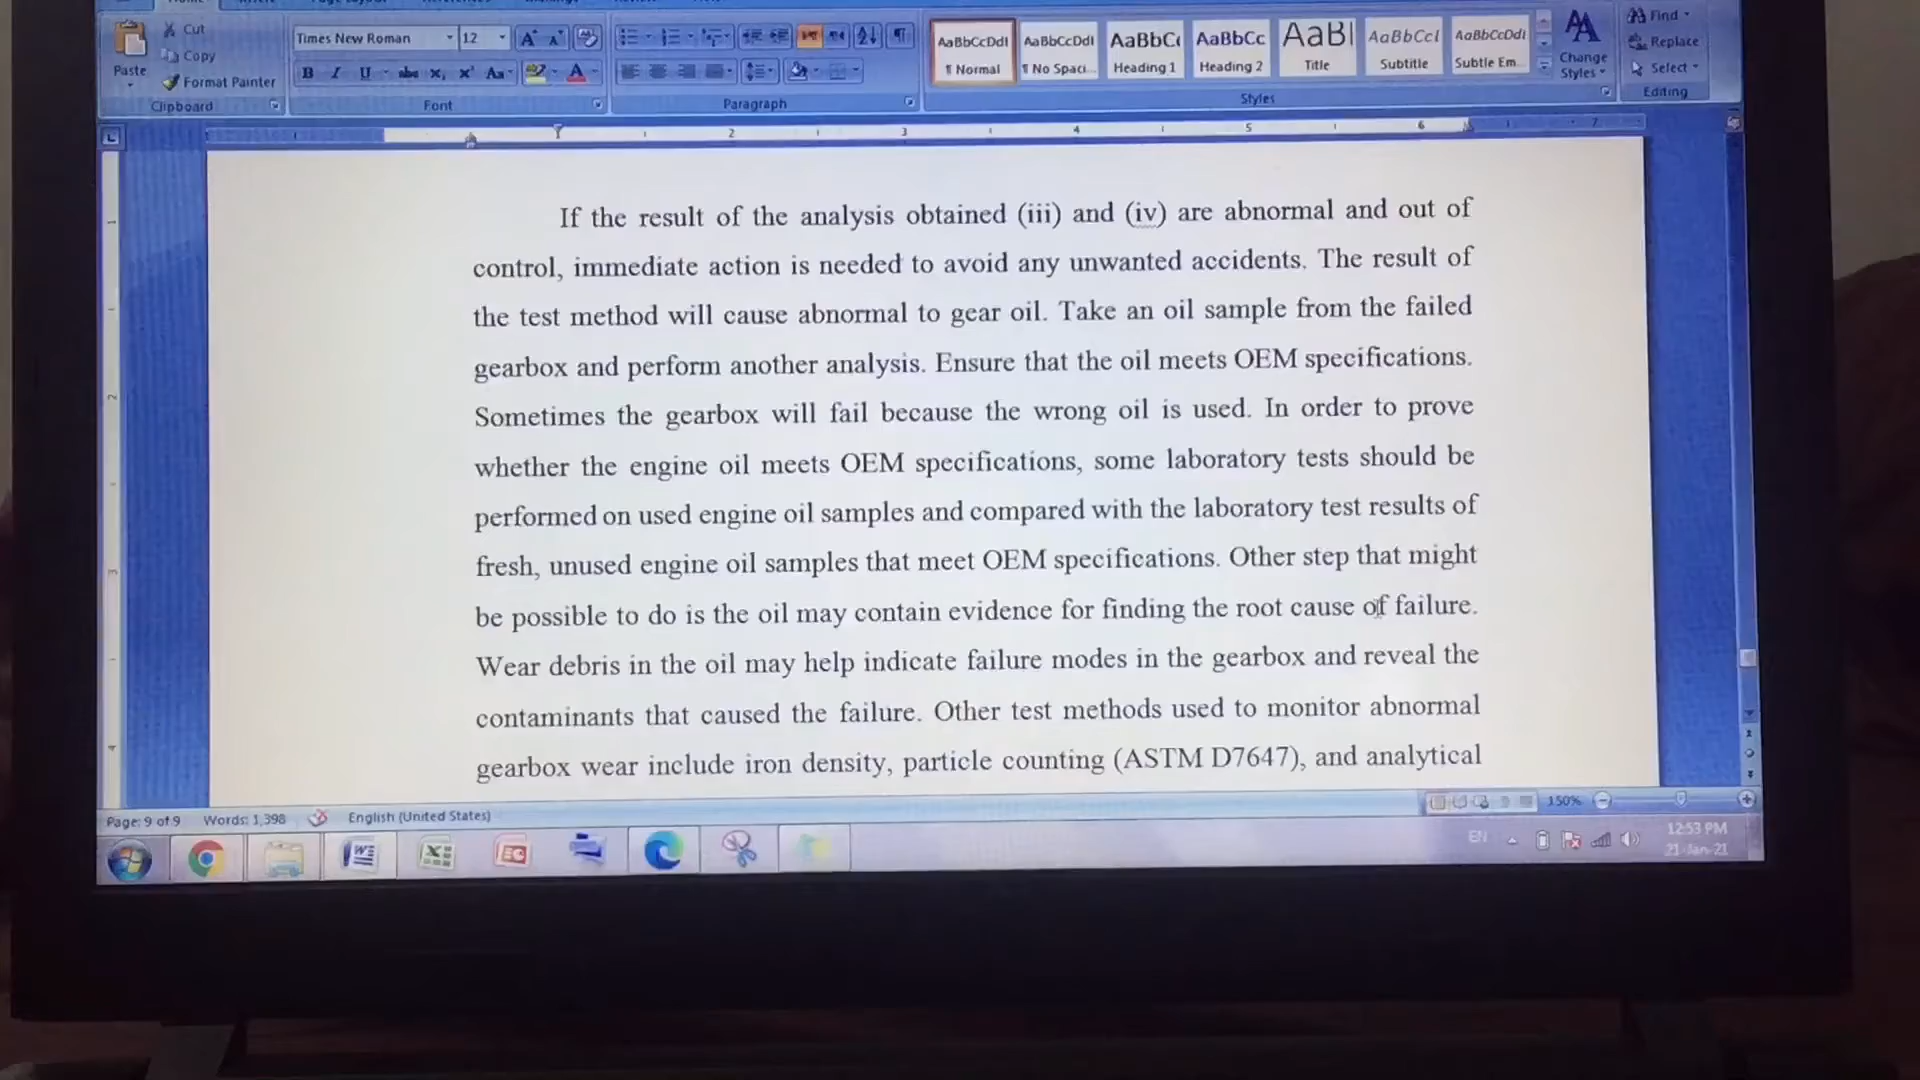 Cut
Copy
Format Painter
Paste
Clipboard
Times New Roman
12
Font
Paragraph
AaBbCcDdI AaBbCcDdI AaBbC AaBbCc AaBl AaBbCcl AaBbCcDdi
Normal No Spaci... Heading 1 Heading 2 Title Subtitle Subtle Em...
Change
Styles
Styles
Find
Replace
Select
Editing
If the result of the analysis obtained (iii) and (iv) are abnormal and out of
control, immediate action is needed to avoid any unwanted accidents. The result of
the test method will cause abnormal to gear oil. Take an oil sample from the failed
gearbox and perform another analysis. Ensure that the oil meets OEM specifications.
Sometimes the gearbox will fail because the wrong oil is used. In order to prove
whether the engine oil meets OEM specifications, some laboratory tests should be
performed on used engine oil samples and compared with the laboratory test results of
fresh, unused engine oil samples that meet OEM specifications. Other step that might
be possible to do is the oil may contain evidence for finding the root cause of failure.
Wear debris in the oil may help indicate failure modes in the gearbox and reveal the
contaminants that caused the failure. Other test methods used to monitor abnormal
gearbox wear include iron density, particle counting (ASTM D7647), and analytical
Page: 9 of 9 Words: 1,398 English (United States) 150%
EN
12:53 PM
21-Jan-21